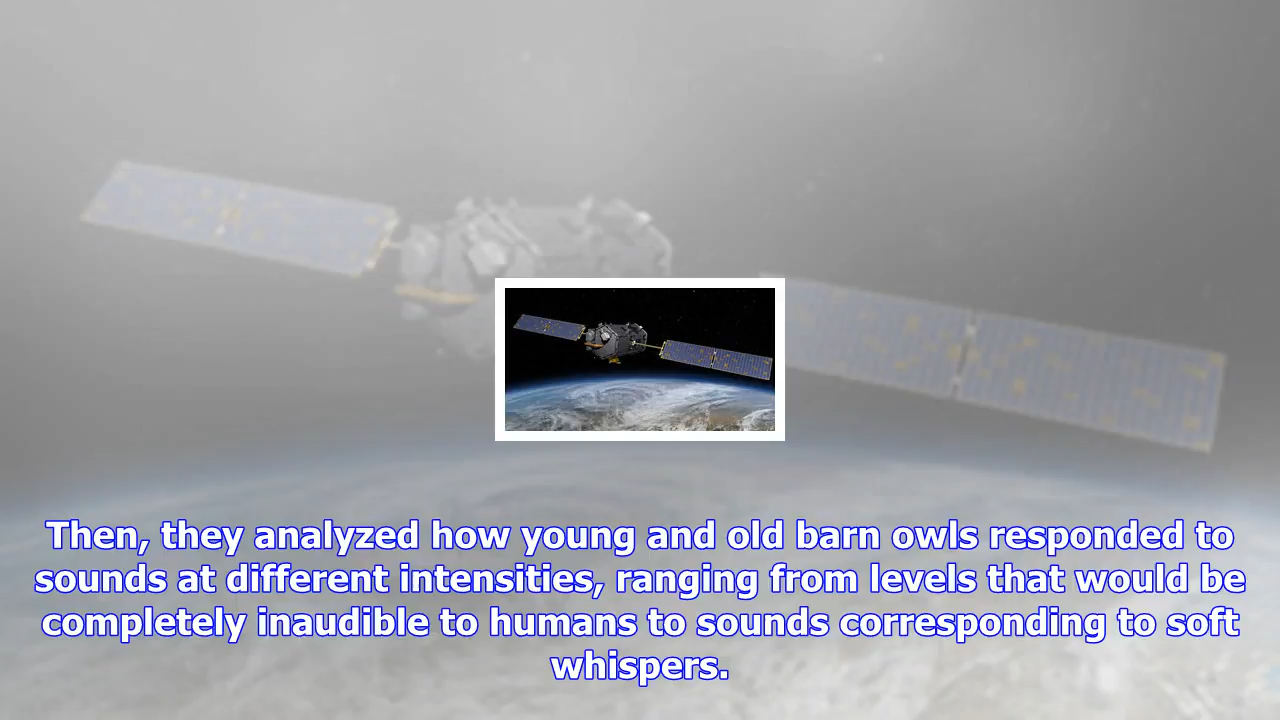 Then, they analyzed how young and old barn owls responded to
sounds at different intensities, ranging from levels that would be
completely inaudible to humans to sounds corresponding to soft
whispers.